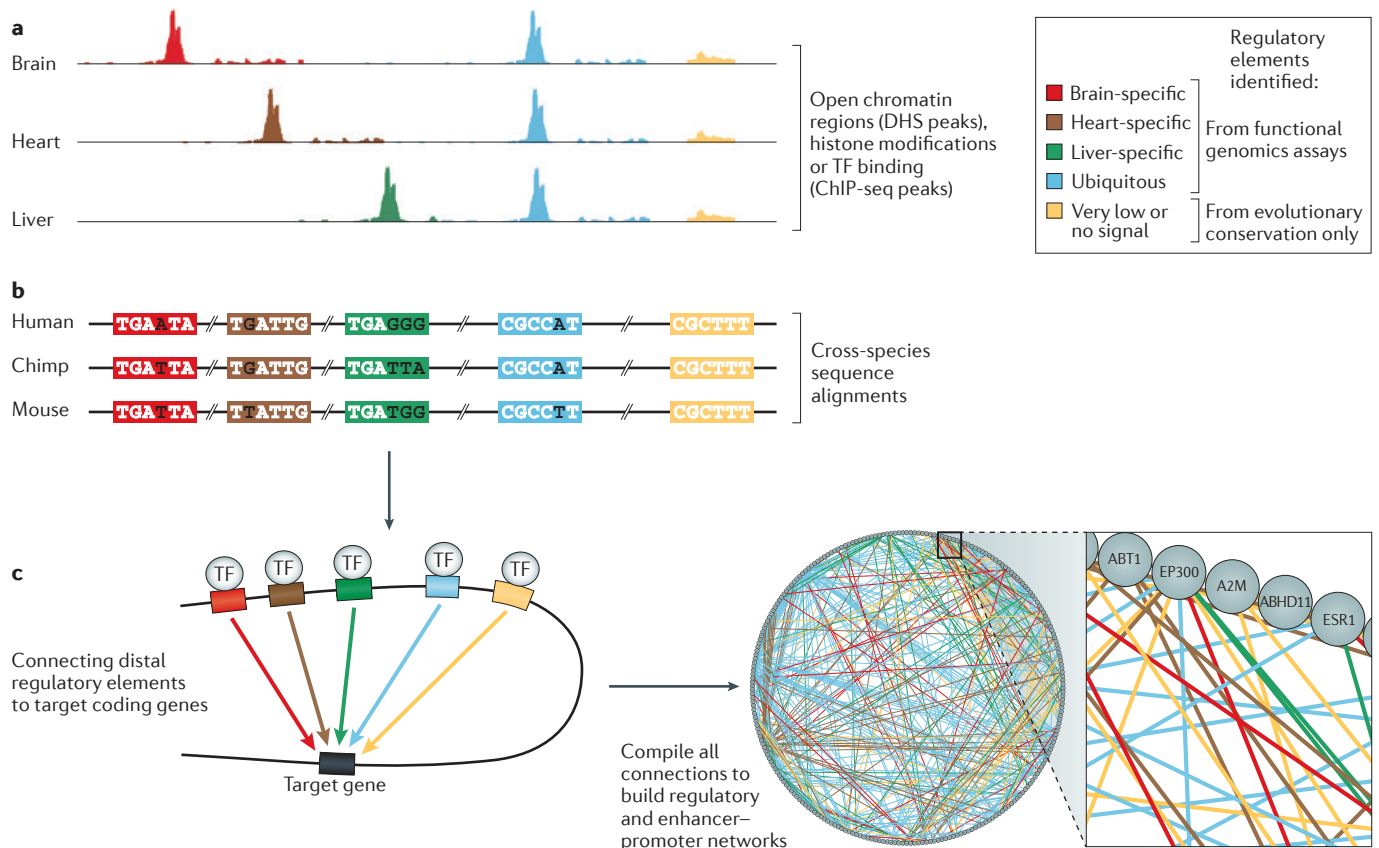 a
Brain
Heart
Liver
Open chromatin
regions (DHS peaks),
histone modifications
or TF binding
(ChIP-seq peaks)
Regulatory
elements
identified:
Brain-specific
Heart-specific
Liver-specific
Ubiquitous
From functional
genomics assays
Very low or
no signal
From evolutionary
conservation only
b
Human TGAATA // TGATTG // TGAGGG // CGCCAT // CGCTTT
Chimp TGATTA // TGATTG // TGATTA // CGCCAT // CGCTTT
Mouse TGATTA // TTATTG // TGATGG // CGCCTT // CGCTTT
Cross-species
sequence
alignments
c
TF TF TF TF TF
Connecting distal
regulatory elements
to target coding genes
Target gene
Compile all
connections to
build regulatory
and enhancer–
promoter networks
ABT1
EP300
A2M
ABHD11
ESR1